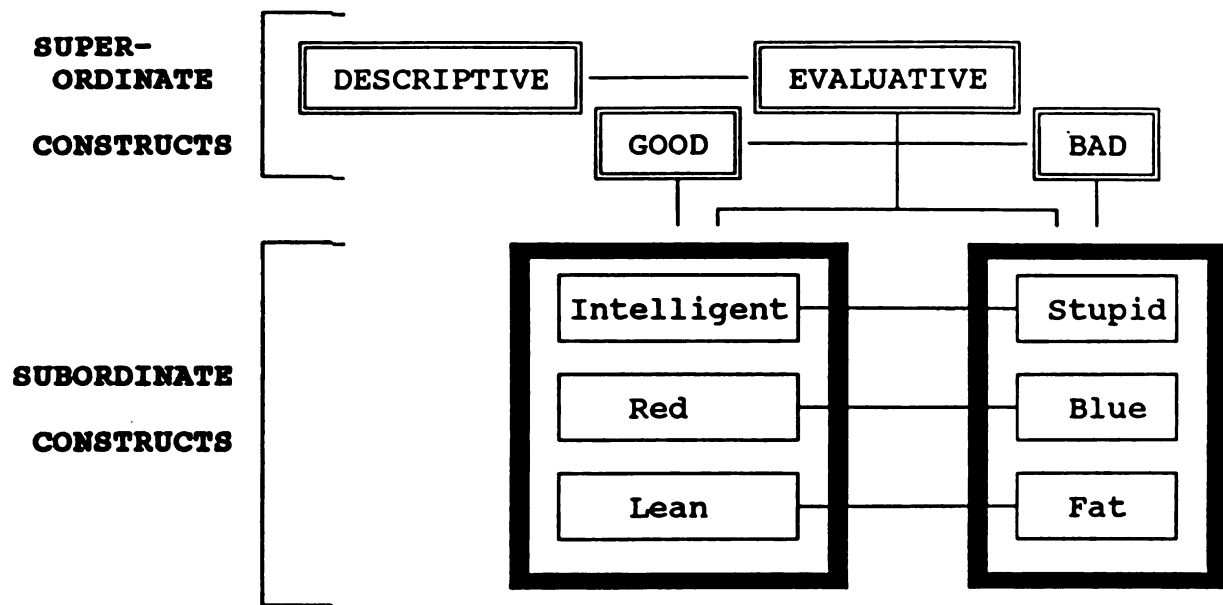 SUPER-
ORDINATE
CONSTRUCTS
DESCRIPTIVE EVALUATIVE
GOOD BAD
SUBORDINATE
CONSTRUCTS
Intelligent Stupid
Red Blue
Lean Fat